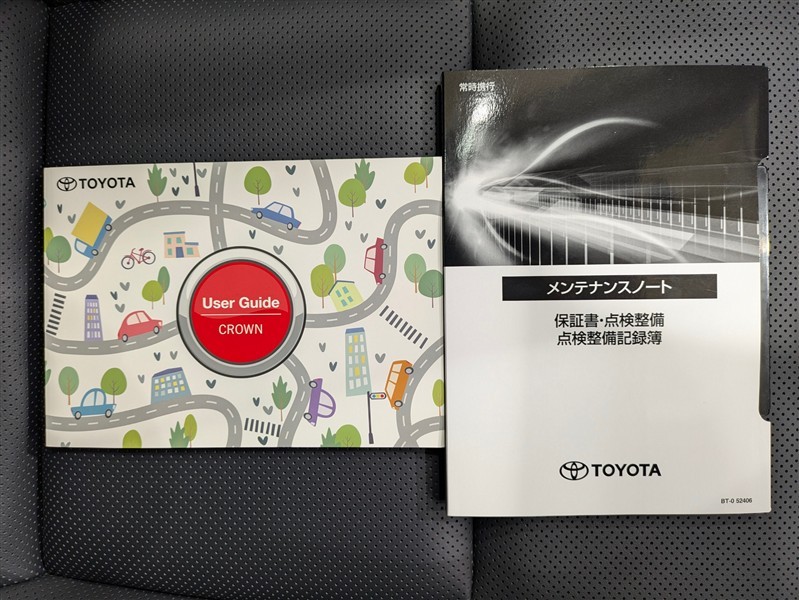 TOYOTA
User Guide
CROWN
常時携行
メンテナンスノート
保証書・点検整備
点検整備記録簿
TOYOTA
BT-0 52406